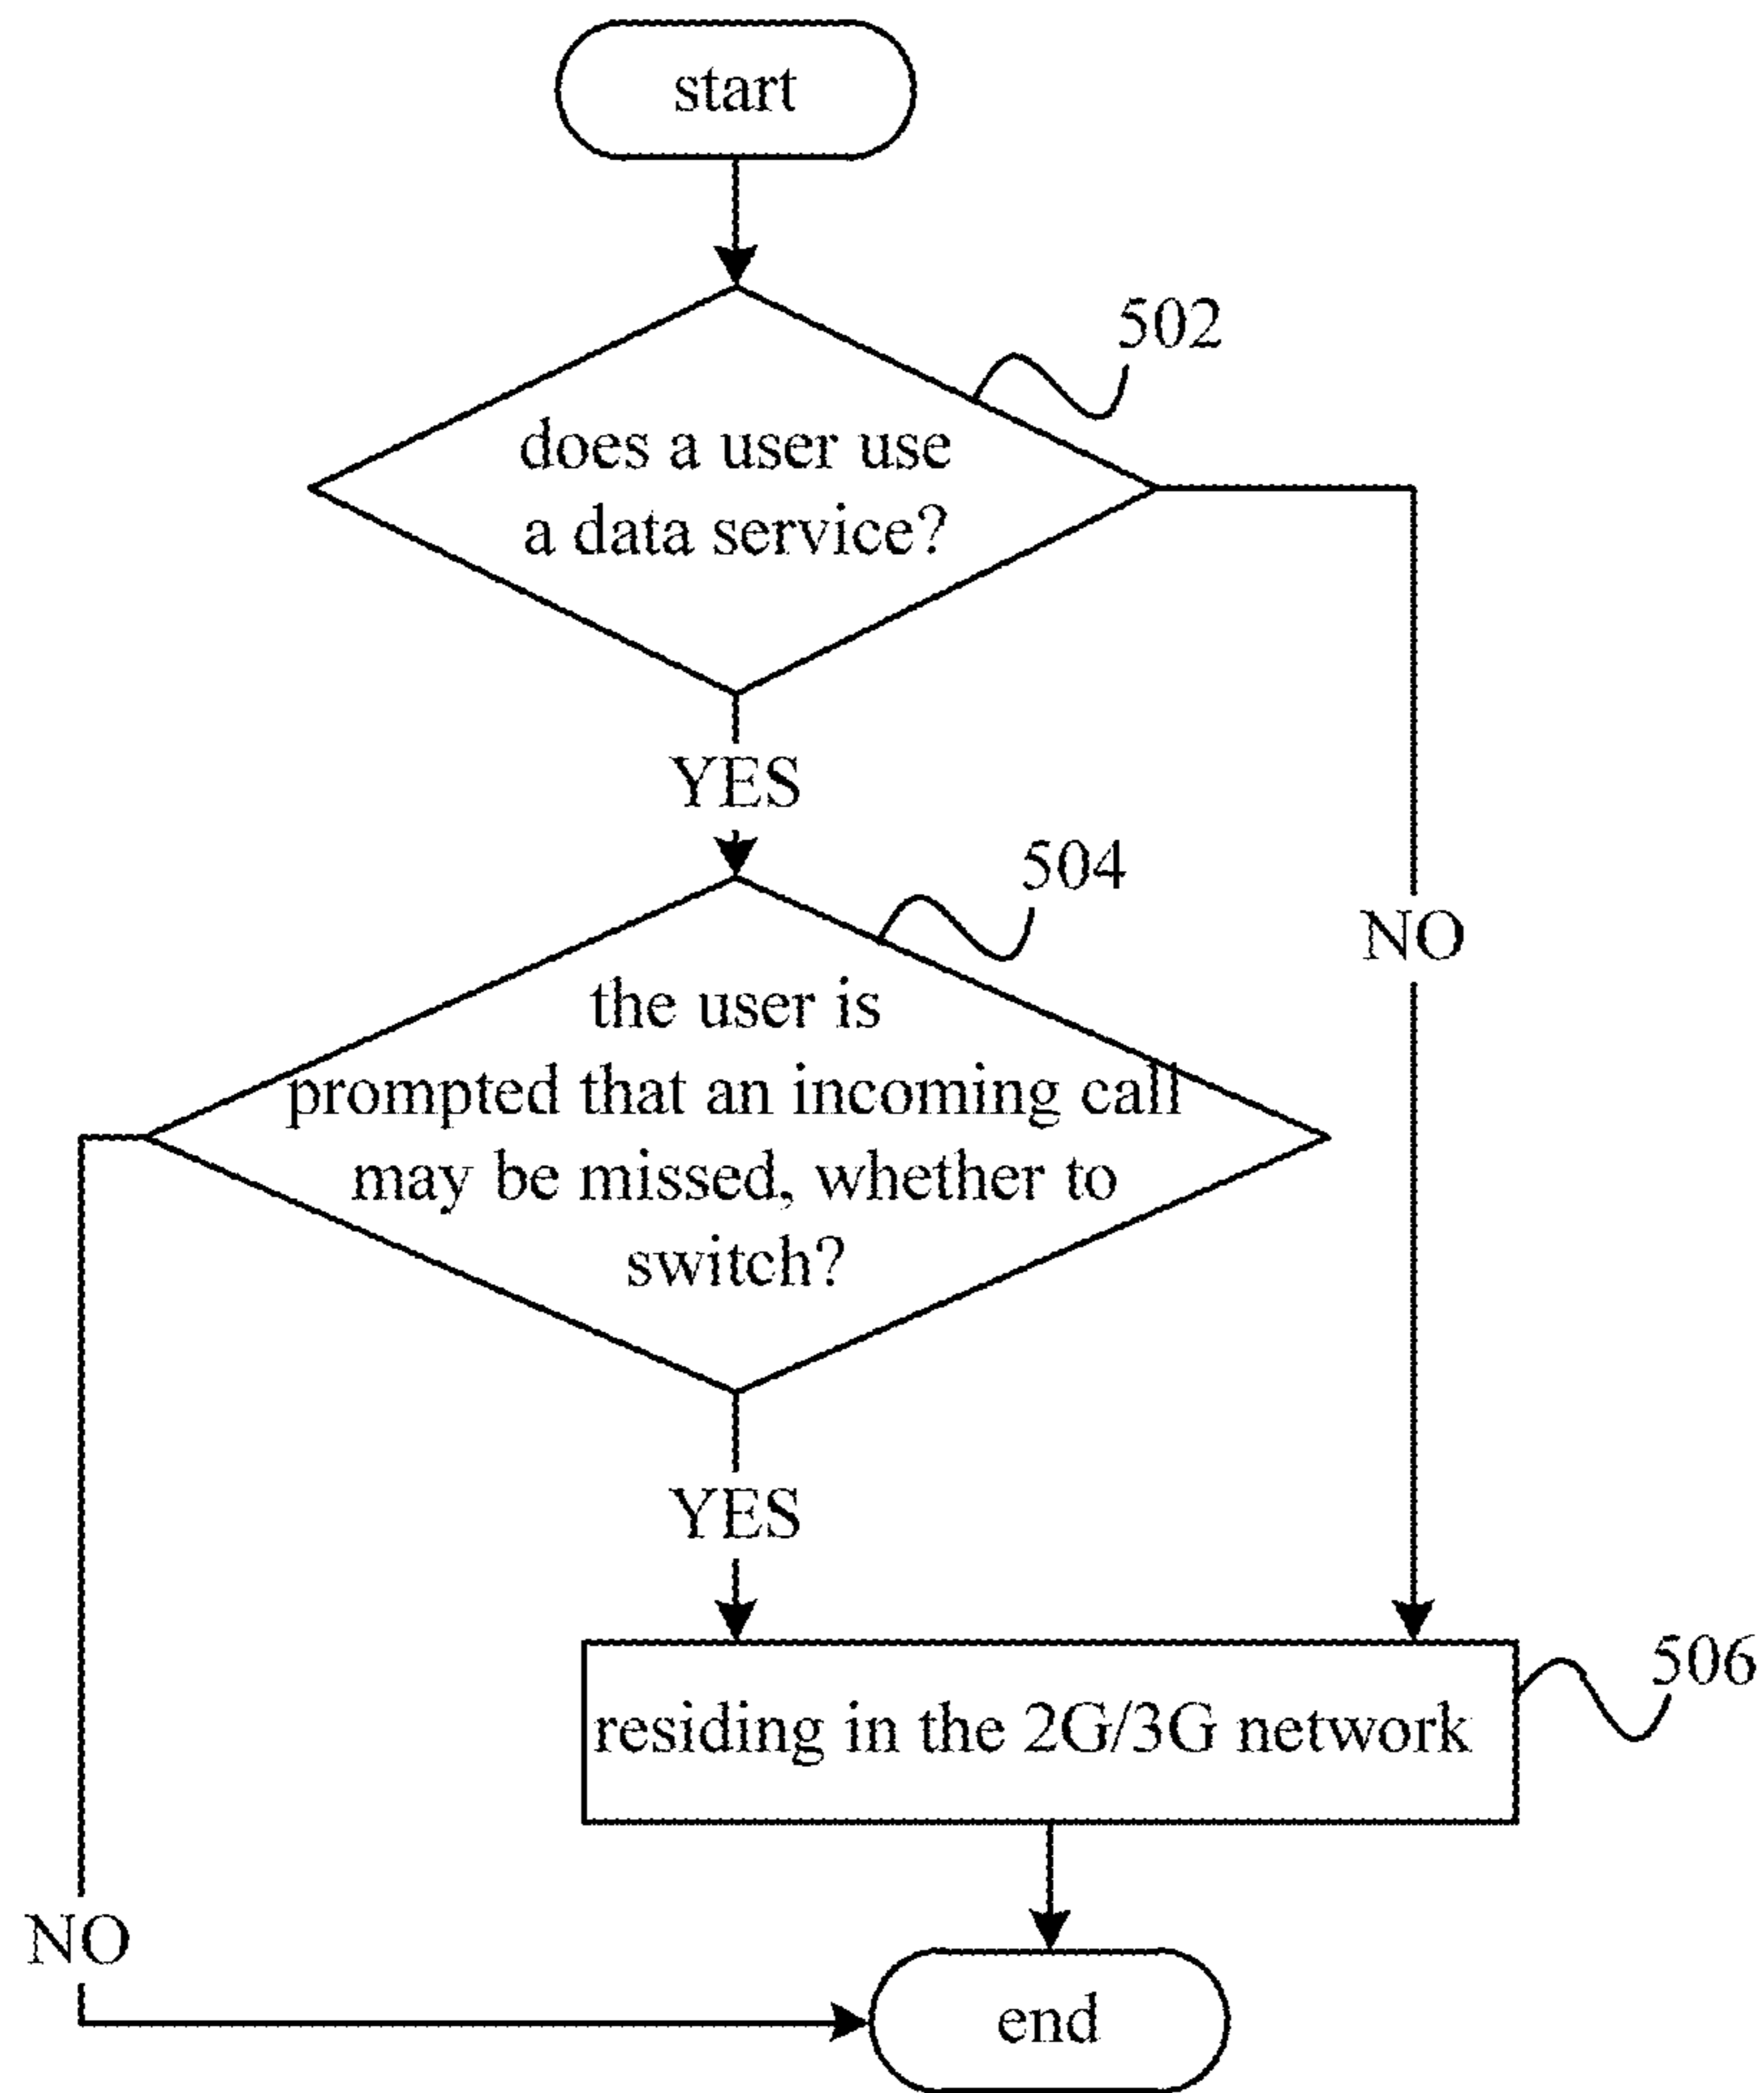 start
502
does a user use
a data service?
YES
504
NO
the user is
prompted that an incoming call
may be missed, whether to
switch?
YES
506
residing in the 2G/3G network
NO
end